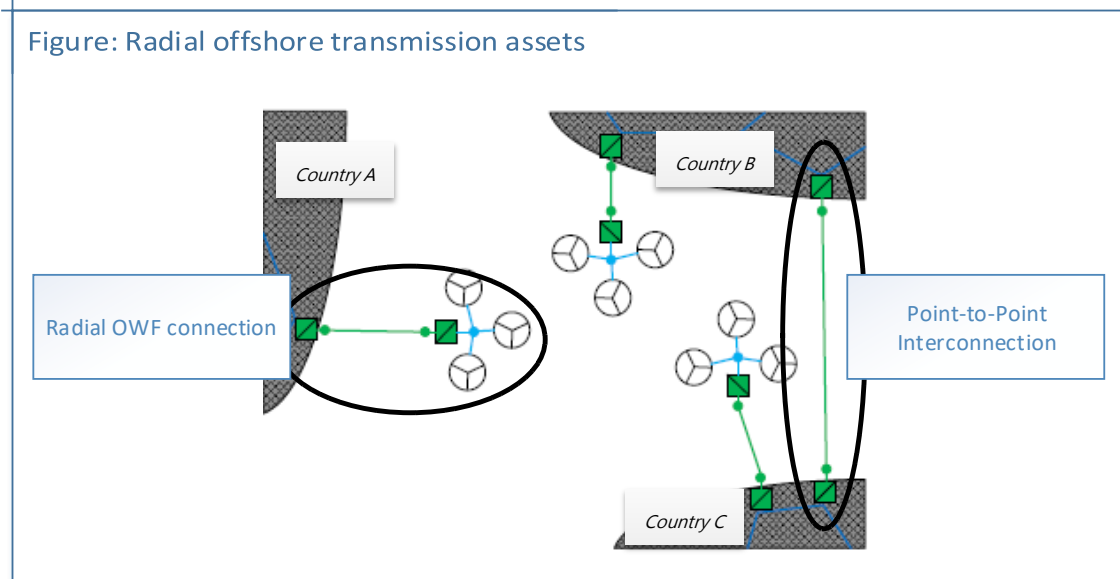 Figure: Radial offshore transmission assets
Country A
Country B
Radial OWF connection
Point-to-Point
Interconnection
Country C